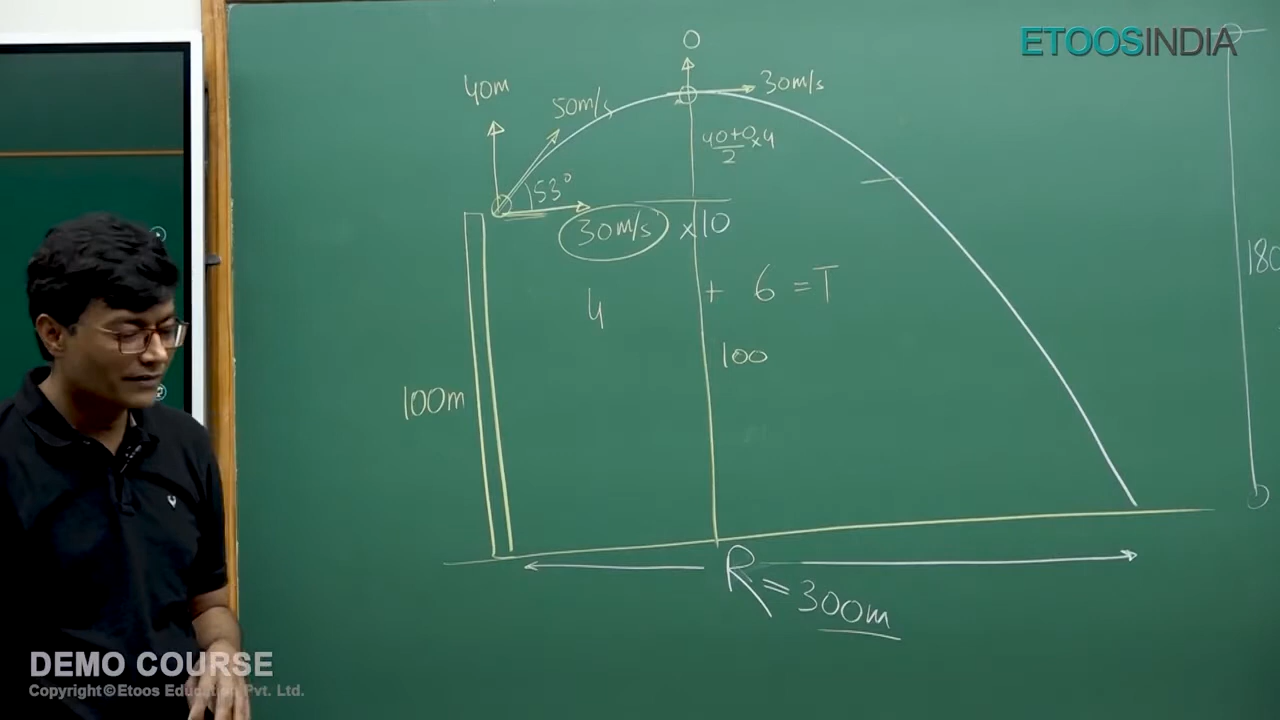 ETOOSINDIA
0
40m
50m/s
30m/s
40+0/2 x4
53°
30m/s x10
180
4 + 6 = T
100
100m
R = 300m
DEMO COURSE
Copyright©Etoos Education Pvt. Ltd.